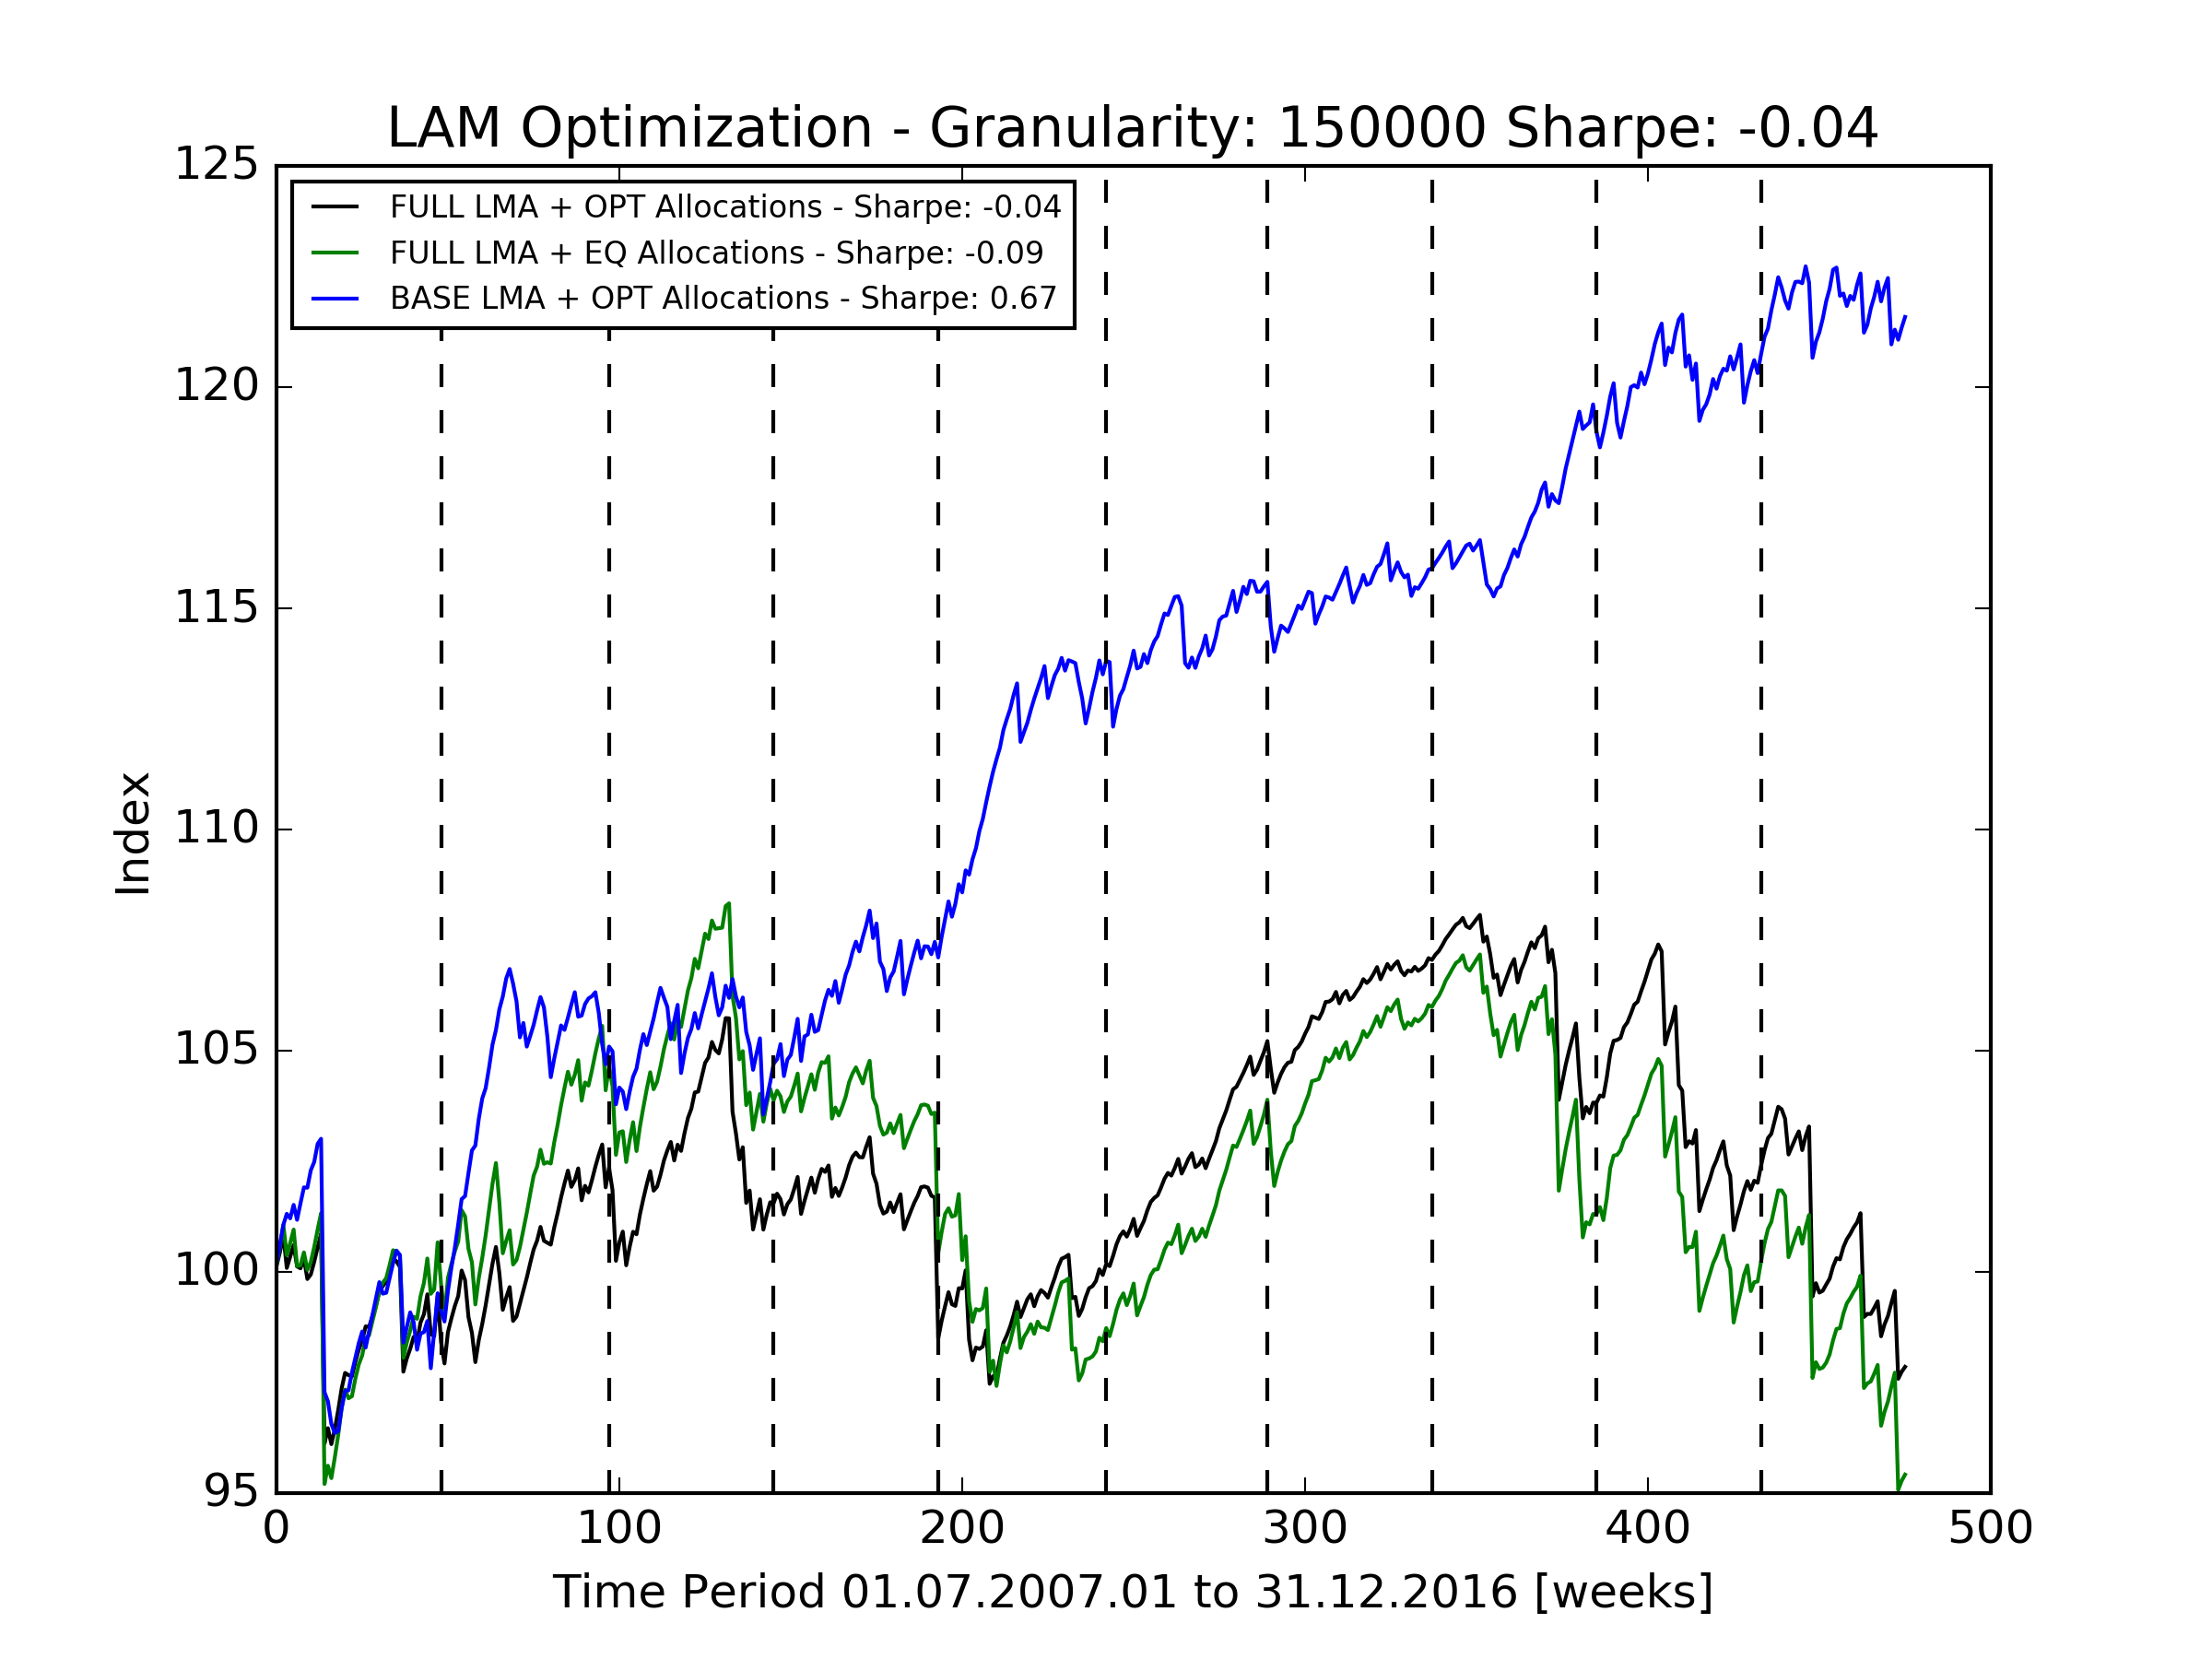 LAM Optimization - Granularity: 150000 Sharpe: -0.04
125
120
115
110
105
100
95
FULL LMA + OPT Allocations - Sharpe: -0.04
FULL LMA + EQ Allocations - Sharpe: -0.09
BASE LMA + OPT Allocations - Sharpe: 0.67
Index
0 100 200 300 400 500
Time Period 01.07.2007.01 to 31.12.2016 [weeks]